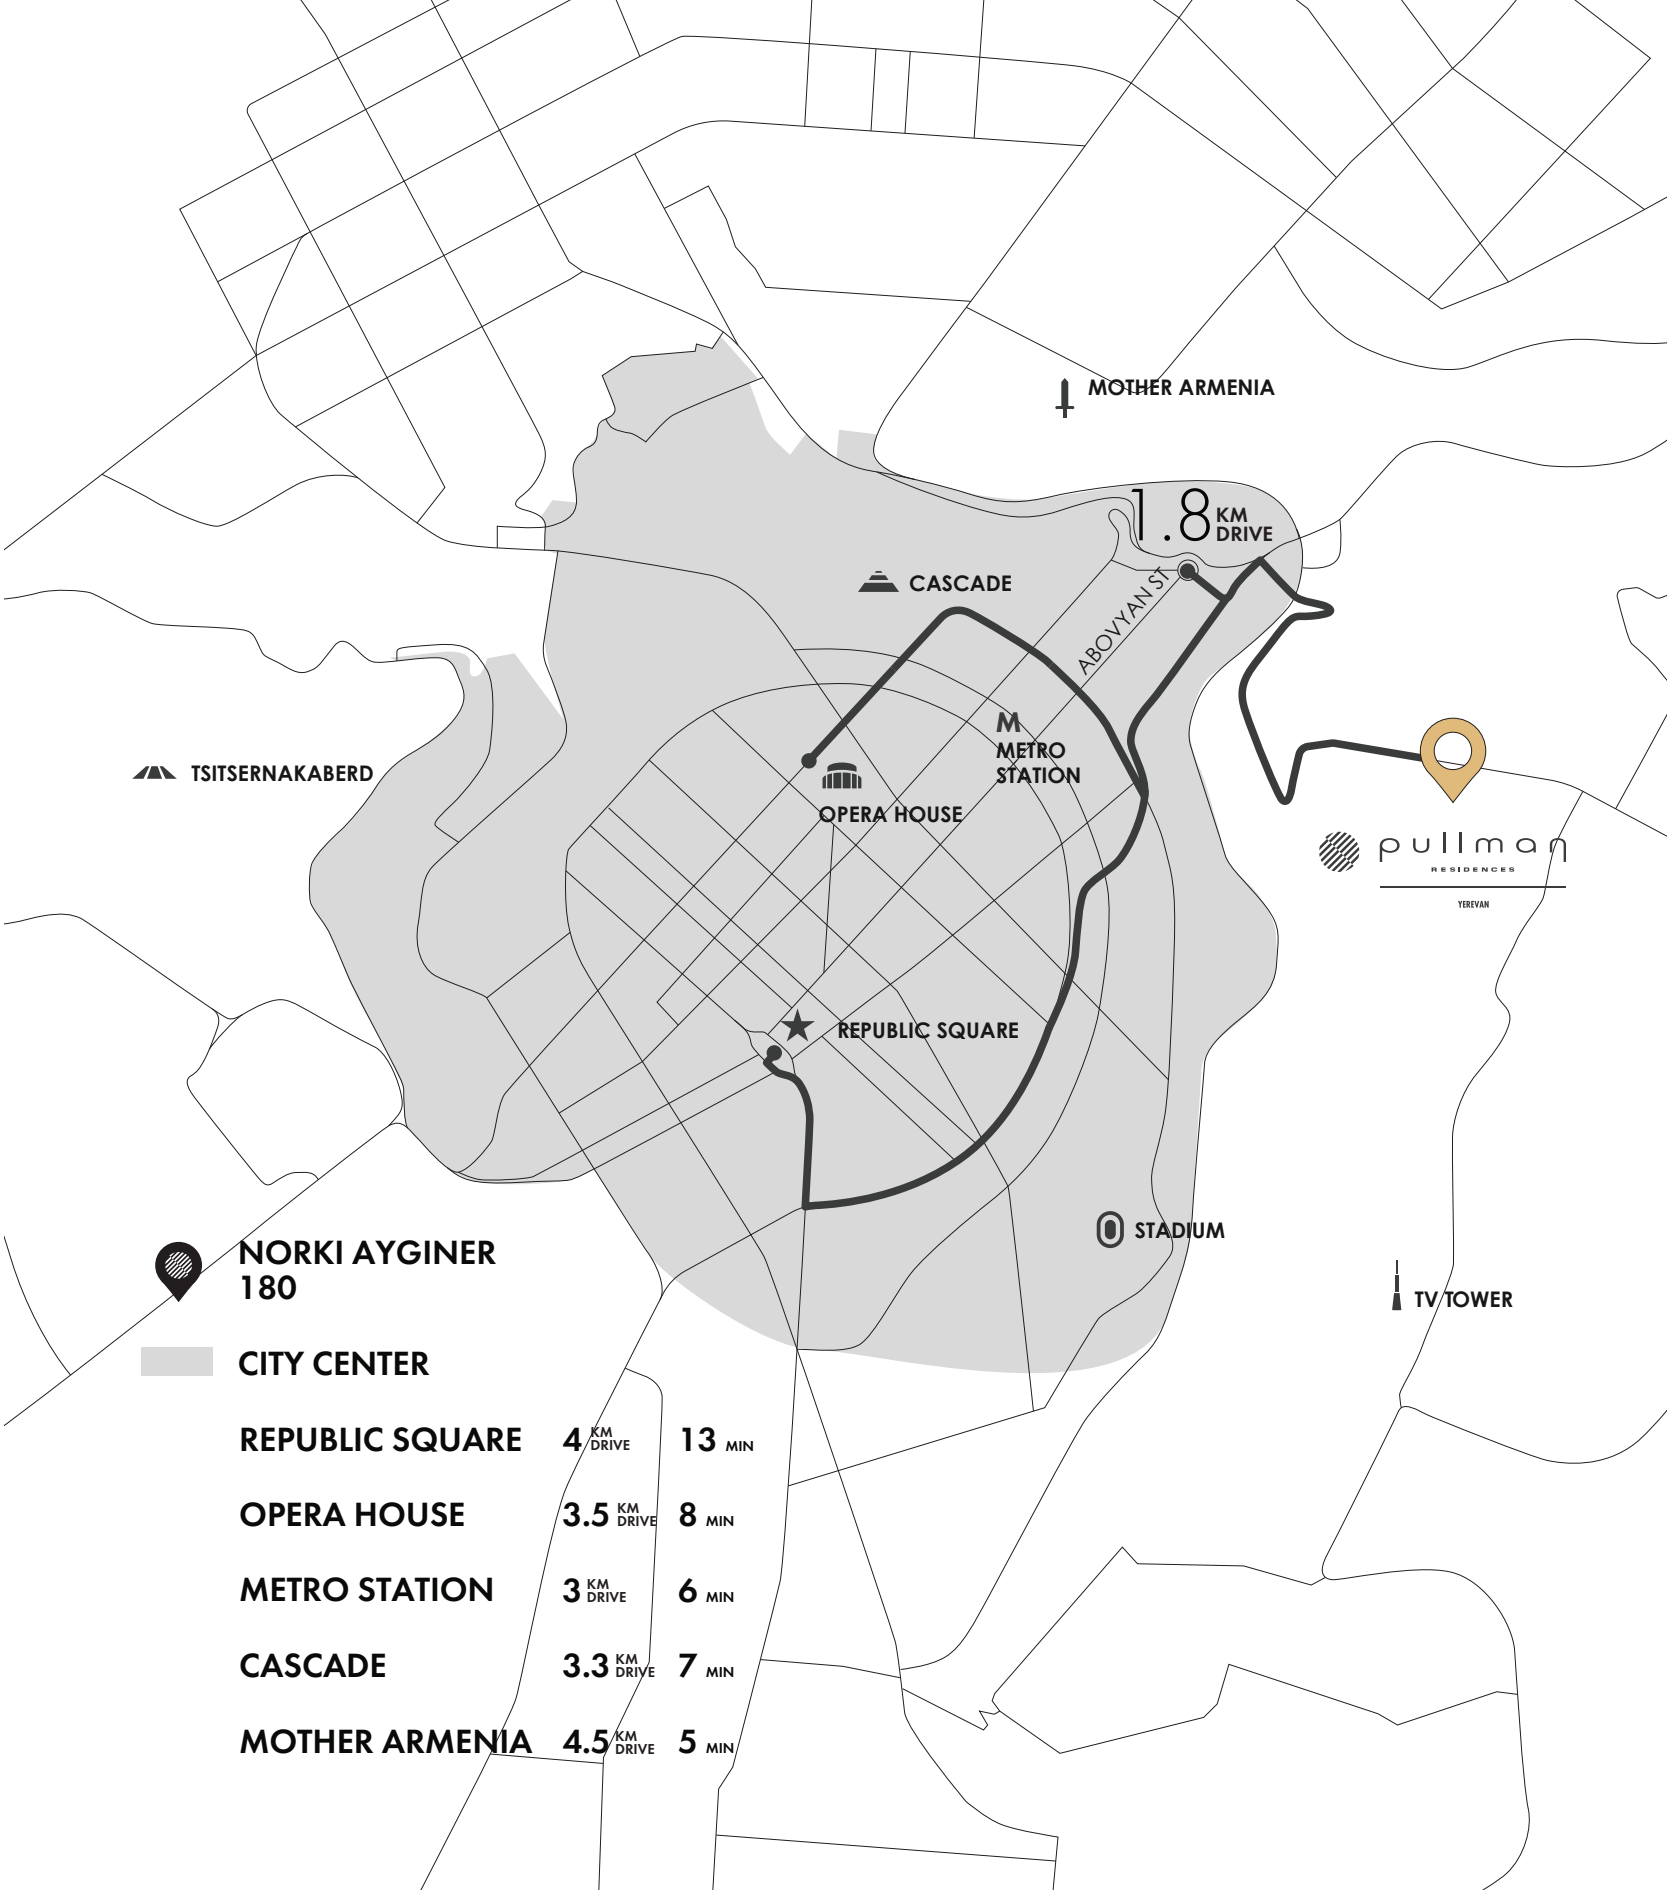 MOTHER ARMENIA
1.8 KM DRIVE
CASCADE
ABOVYAN ST
M
METRO
STATION
TSITSERNAKABERD
OPERA HOUSE
pullman
RESIDENCES
YEREVAN
REPUBLIC SQUARE
STADIUM
TV TOWER
NORKI AYGINER
180
CITY CENTER
REPUBLIC SQUARE 4 KM DRIVE 13 MIN
OPERA HOUSE 3.5 KM DRIVE 8 MIN
METRO STATION 3 KM DRIVE 6 MIN
CASCADE 3.3 KM DRIVE 7 MIN
MOTHER ARMENIA 4.5 KM DRIVE 5 MIN